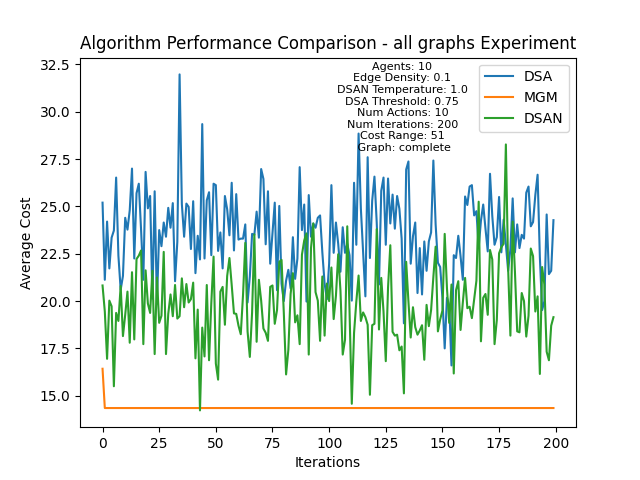 Algorithm Performance Comparison - all graphs Experiment
Agents: 10
Edge Density: 0.1
DSAN Temperature: 1.0
DSA Threshold: 0.75
Num Actions: 10
Num Iterations: 200
Cost Range: 51
Graph: complete
DSA
MGM
DSAN
Average Cost
32.5
30.0
27.5
25.0
22.5
20.0
17.5
15.0
0 25 50 75 100 125 150 175 200
Iterations